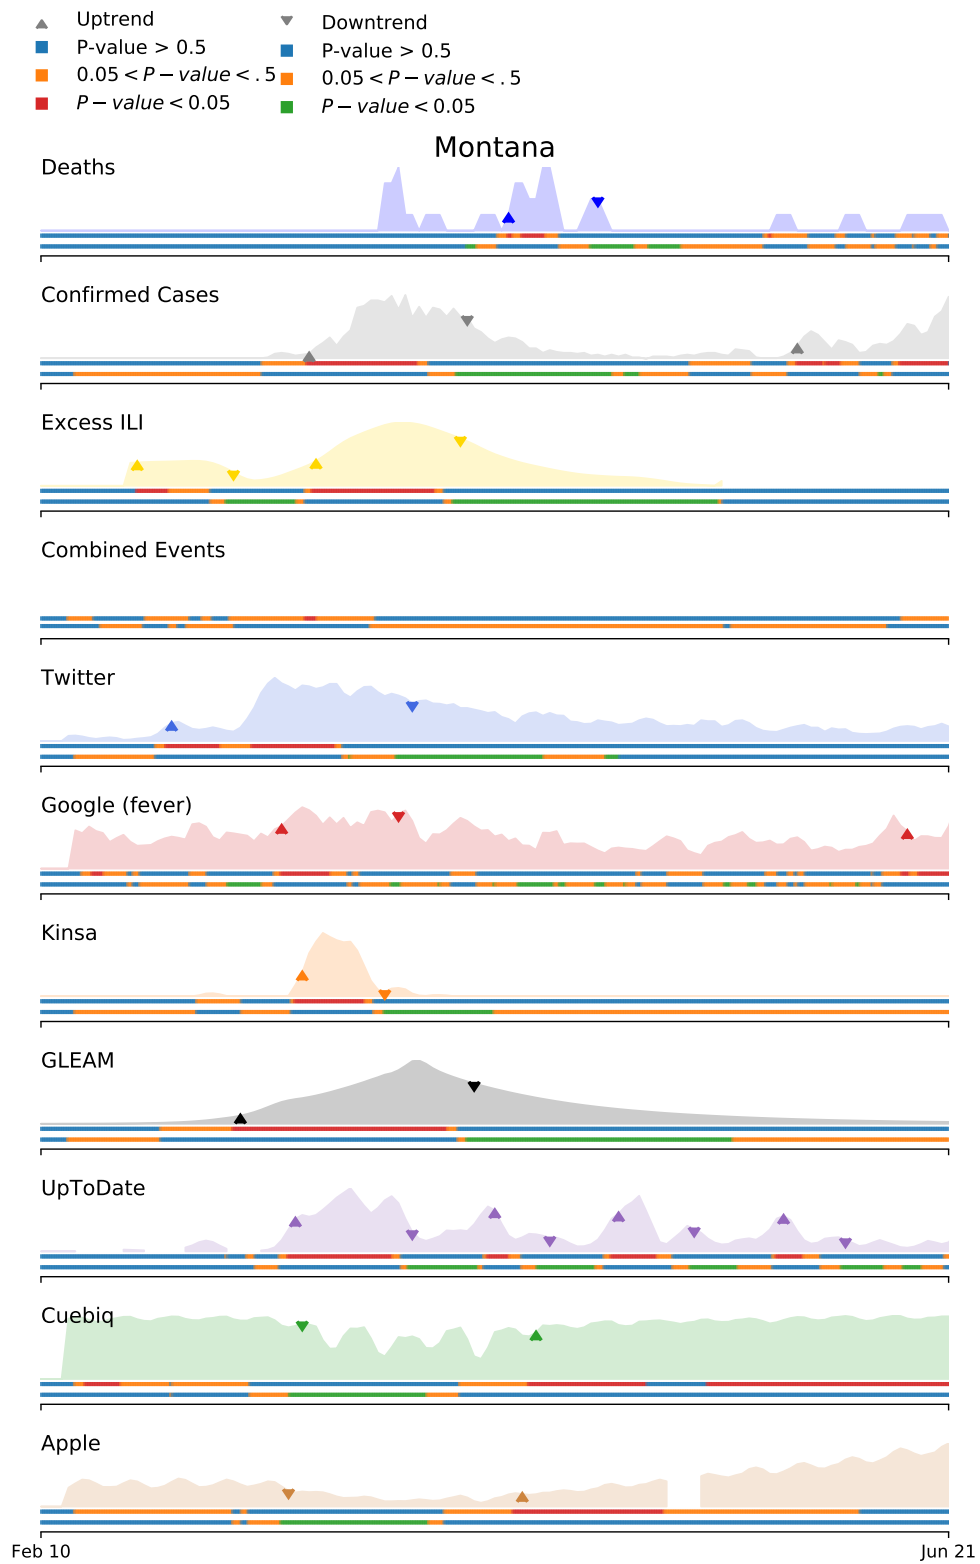 Uptrend
P-value > 0.5
0.05 < P − value < .5
P − value < 0.05
Downtrend
P-value > 0.5
0.05 < P − value < .5
P − value < 0.05
Montana
Deaths
Confirmed Cases
Excess ILI
Combined Events
Twitter
Google (fever)
Kinsa
GLEAM
UpToDate
Cuebiq
Apple
Feb 10
Jun 21